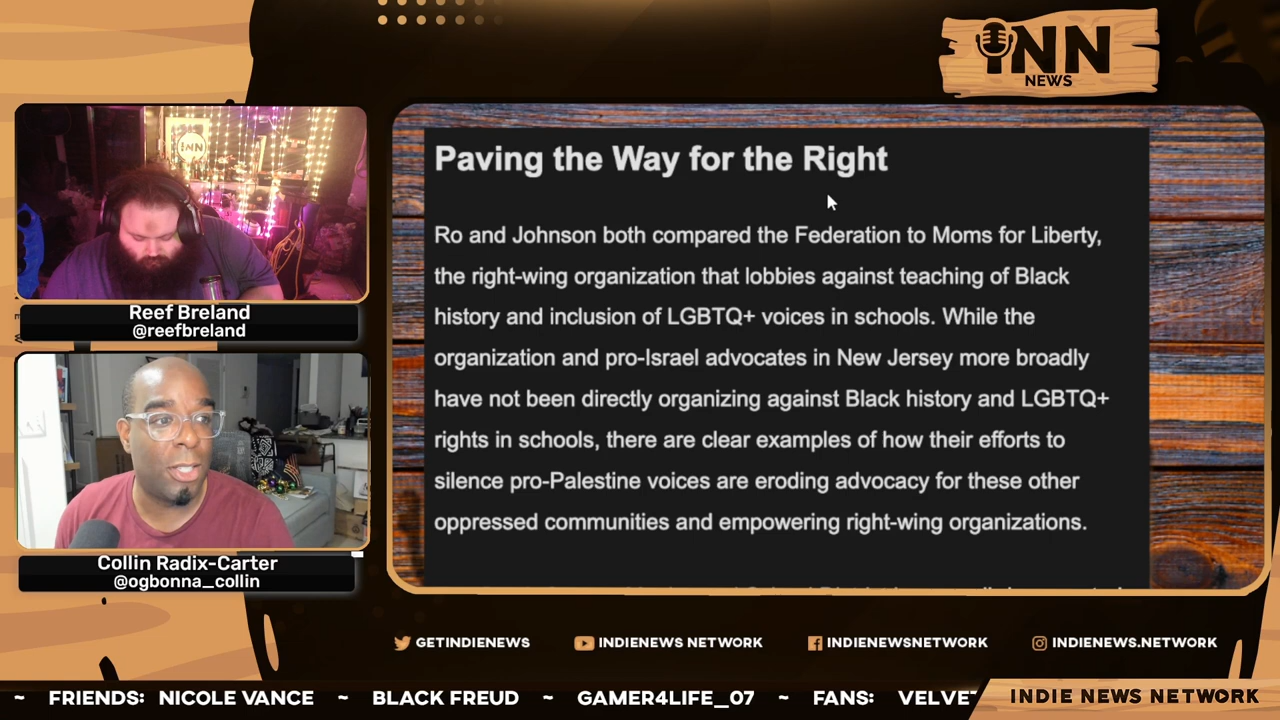 iNN
NEWS
iNN
Paving the Way for the Right
Ro and Johnson both compared the Federation to Moms for Liberty,
the right-wing organization that lobbies against teaching of Black
history and inclusion of LGBTQ+ voices in schools. While the
organization and pro-Israel advocates in New Jersey more broadly
have not been directly organizing against Black history and LGBTQ+
rights in schools, there are clear examples of how their efforts to
silence pro-Palestine voices are eroding advocacy for these other
oppressed communities and empowering right-wing organizations.
Reef Breland
@reefbreland
Collin Radix-Carter
@ogbonna_collin
GETINDIENEWS
INDIENEWS NETWORK
INDIENEWSNETWORK
INDIENEWS.NETWORK
~ FRIENDS: NICOLE VANCE ~ BLACK FREUD ~ GAMER4LIFE_07 ~ FANS: VELVE
INDIE NEWS NETWORK